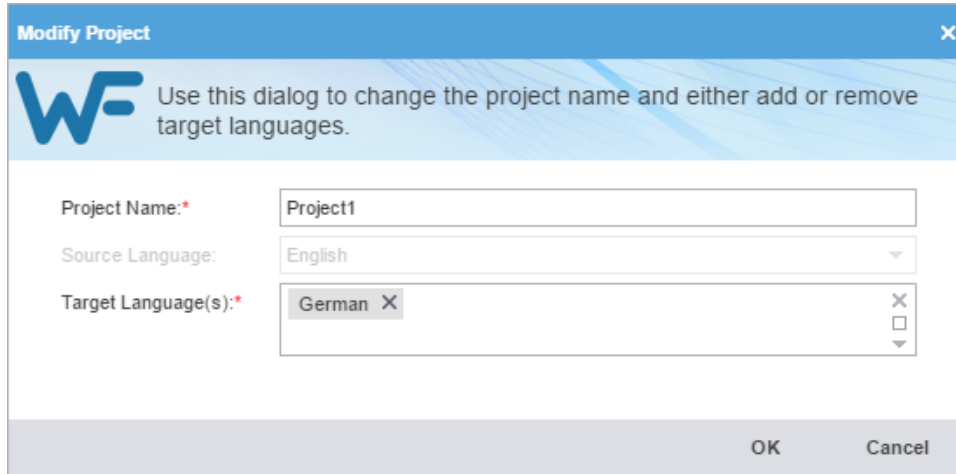 Modify Project
WF
Use this dialog to change the project name and either add or remove
target languages.
Project Name:* Project1
Source Language: English
Target Language(s):* German
OK Cancel